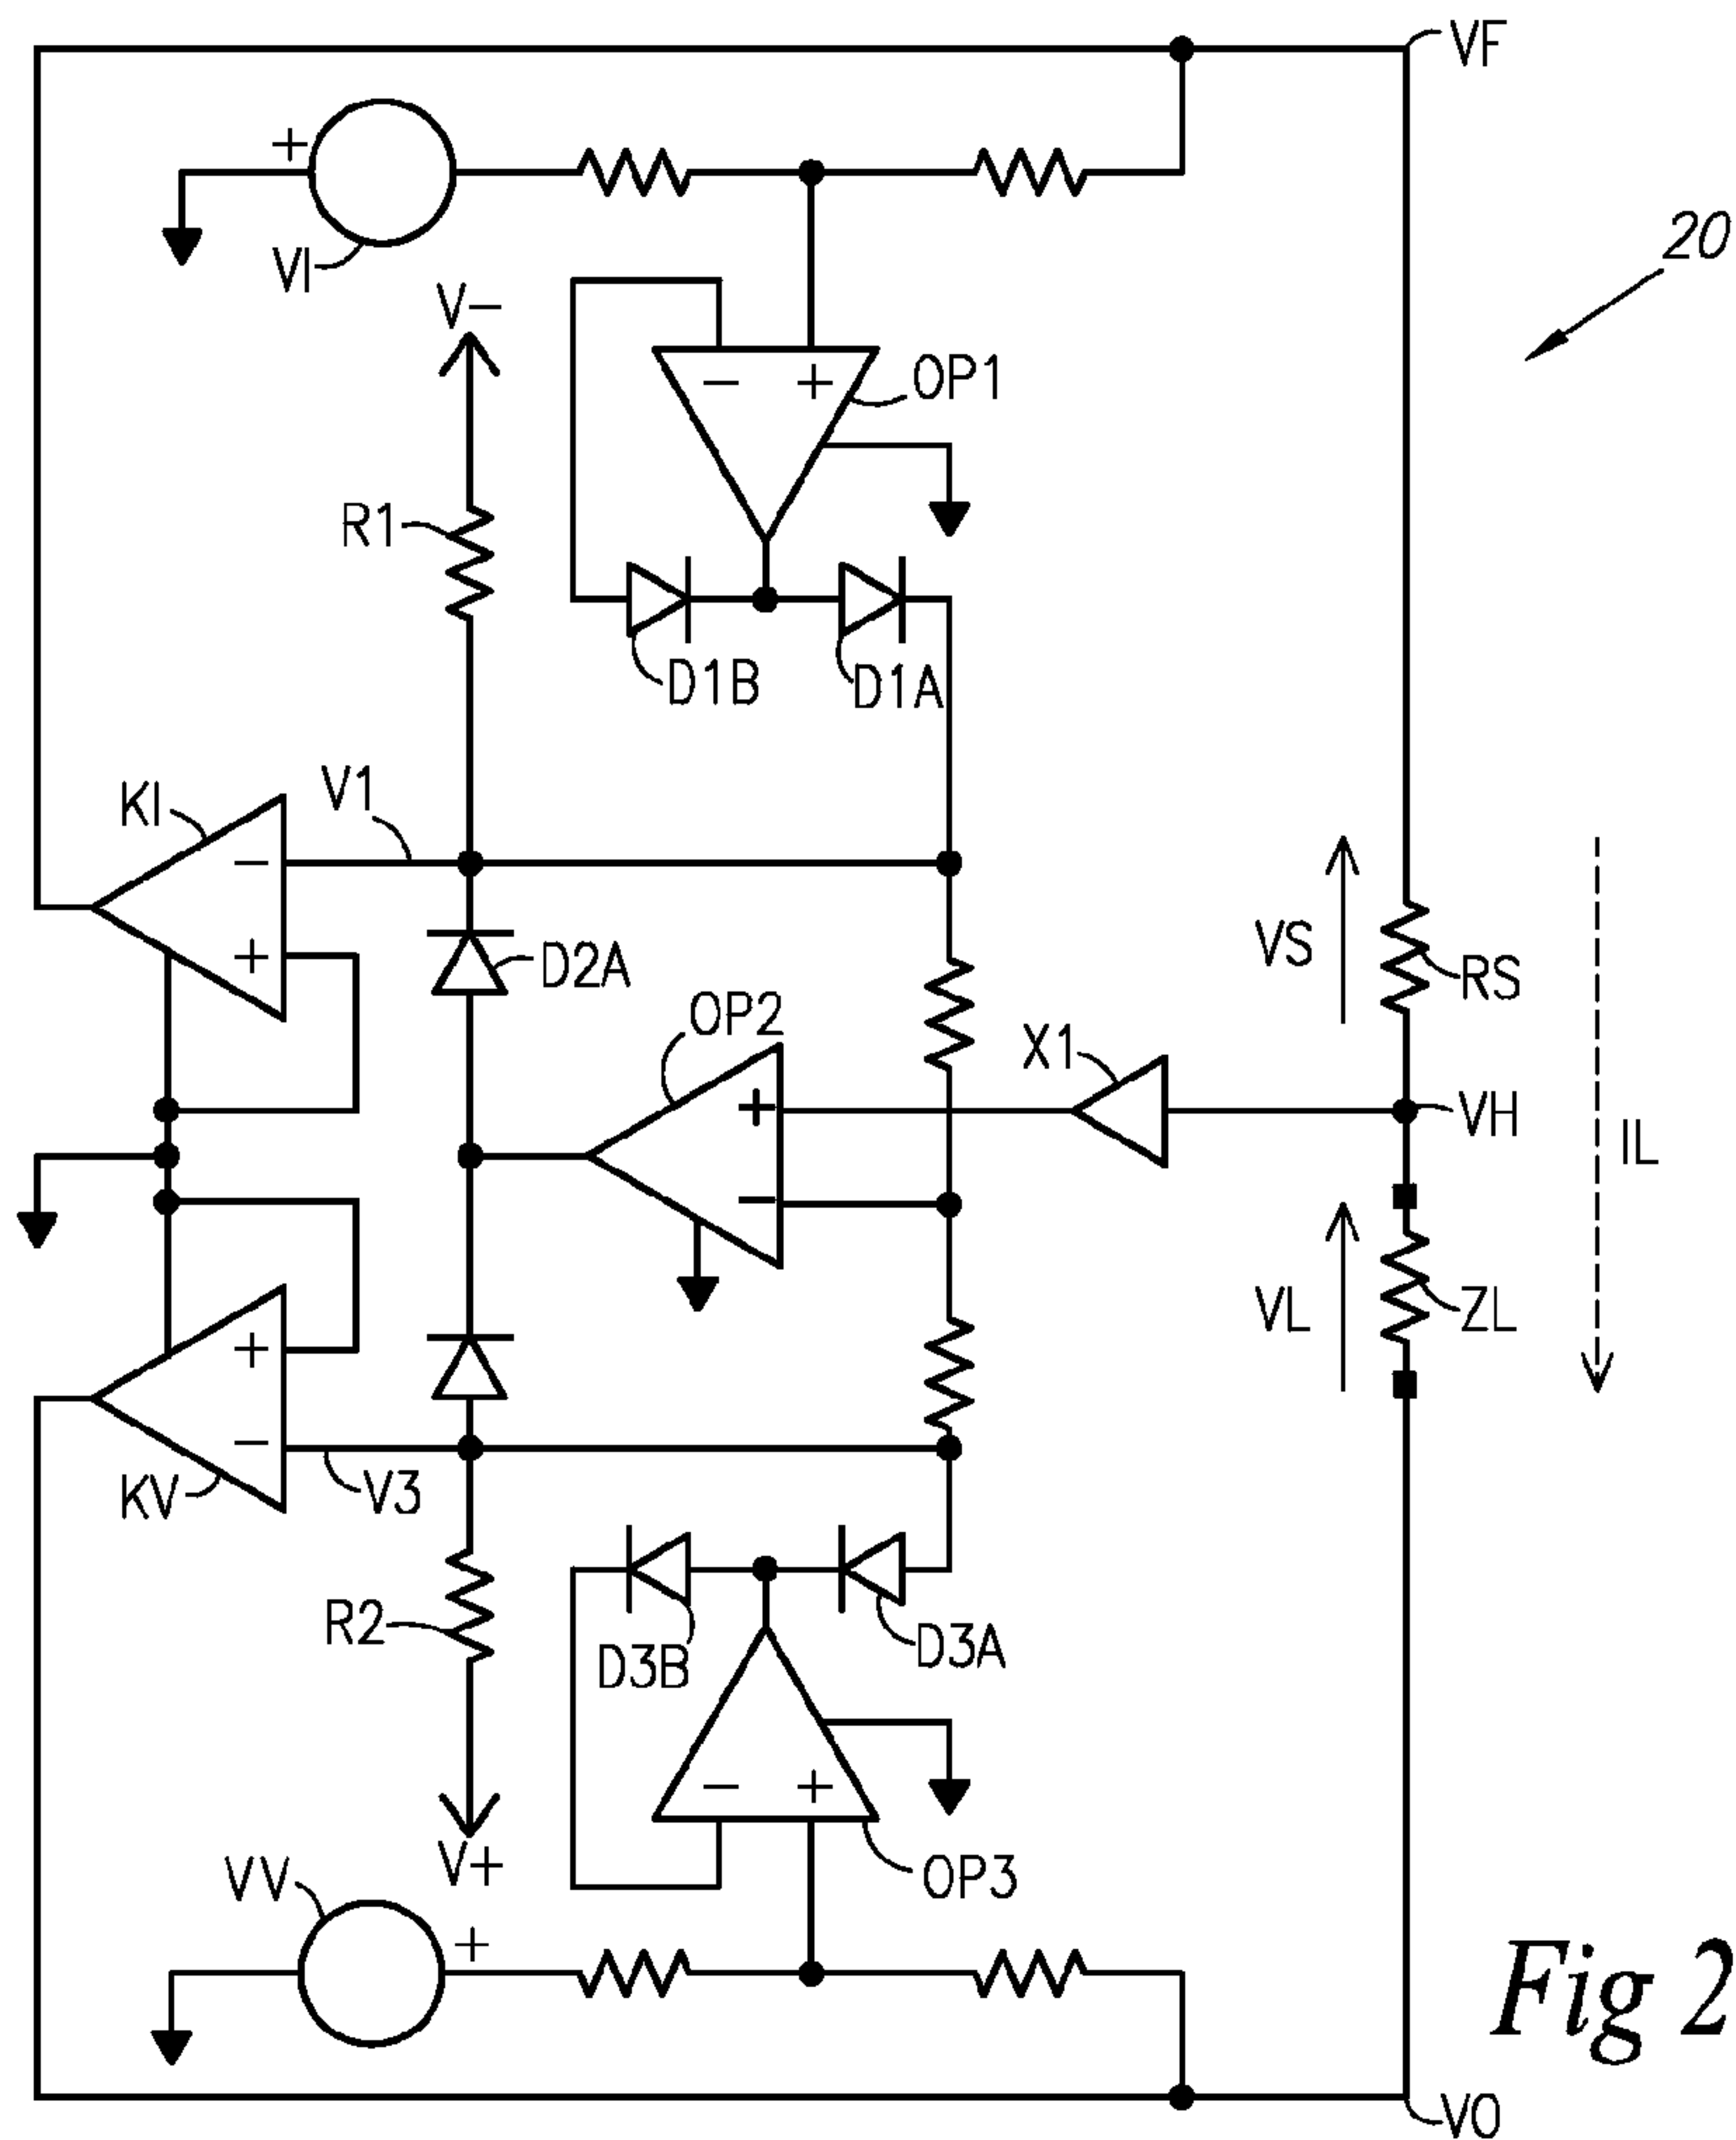 VF
+
20
VI
V−
− +
OP1
R1
D1B
D1A
KI
V1
−
+
D2A
VS
RS
OP2
X1
+
VH
IL
−
VL
ZL
+
−
KV
V3
R2
D3B
D3A
− +
V+
OP3
VV
+
Fig 2
VO